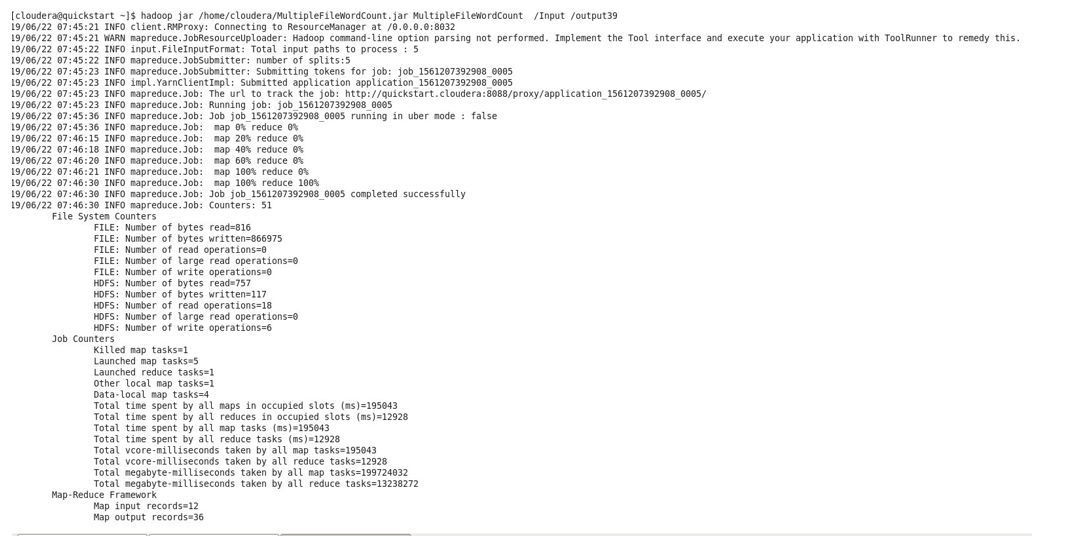 [cloudera@quickstart ~]$ hadoop jar /home/cloudera/MultipleFileWordCount.jar MultipleFileWordCount  /Input /output39
19/06/22 07:45:21 INFO client.RMProxy: Connecting to ResourceManager at /0.0.0.0:8032
19/06/22 07:45:21 WARN mapreduce.JobResourceUploader: Hadoop command-line option parsing not performed. Implement the Tool interface and execute your application with ToolRunner to remedy this.
19/06/22 07:45:22 INFO input.FileInputFormat: Total input paths to process : 5
19/06/22 07:45:22 INFO mapreduce.JobSubmitter: number of splits:5
19/06/22 07:45:23 INFO mapreduce.JobSubmitter: Submitting tokens for job: job_1561207392908_0005
19/06/22 07:45:23 INFO impl.YarnClientImpl: Submitted application application_1561207392908_0005
19/06/22 07:45:23 INFO mapreduce.Job: The url to track the job: http://quickstart.cloudera:8088/proxy/application_1561207392908_0005/
19/06/22 07:45:23 INFO mapreduce.Job: Running job: job_1561207392908_0005
19/06/22 07:45:36 INFO mapreduce.Job: Job job_1561207392908_0005 running in uber mode : false
19/06/22 07:45:36 INFO mapreduce.Job:  map 0% reduce 0%
19/06/22 07:46:15 INFO mapreduce.Job:  map 20% reduce 0%
19/06/22 07:46:18 INFO mapreduce.Job:  map 40% reduce 0%
19/06/22 07:46:20 INFO mapreduce.Job:  map 60% reduce 0%
19/06/22 07:46:21 INFO mapreduce.Job:  map 100% reduce 0%
19/06/22 07:46:30 INFO mapreduce.Job:  map 100% reduce 100%
19/06/22 07:46:30 INFO mapreduce.Job: Job job_1561207392908_0005 completed successfully
19/06/22 07:46:30 INFO mapreduce.Job: Counters: 51
File System Counters
FILE: Number of bytes read=816
FILE: Number of bytes written=866975
FILE: Number of read operations=0
FILE: Number of large read operations=0
FILE: Number of write operations=0
HDFS: Number of bytes read=757
HDFS: Number of bytes written=117
HDFS: Number of read operations=18
HDFS: Number of large read operations=0
HDFS: Number of write operations=6
Job Counters
Killed map tasks=1
Launched map tasks=5
Launched reduce tasks=1
Other local map tasks=1
Data-local map tasks=4
Total time spent by all maps in occupied slots (ms)=195043
Total time spent by all reduces in occupied slots (ms)=12928
Total time spent by all map tasks (ms)=195043
Total time spent by all reduce tasks (ms)=12928
Total vcore-milliseconds taken by all map tasks=195043
Total vcore-milliseconds taken by all reduce tasks=12928
Total megabyte-milliseconds taken by all map tasks=199724032
Total megabyte-milliseconds taken by all reduce tasks=13238272
Map-Reduce Framework
Map input records=12
Map output records=36